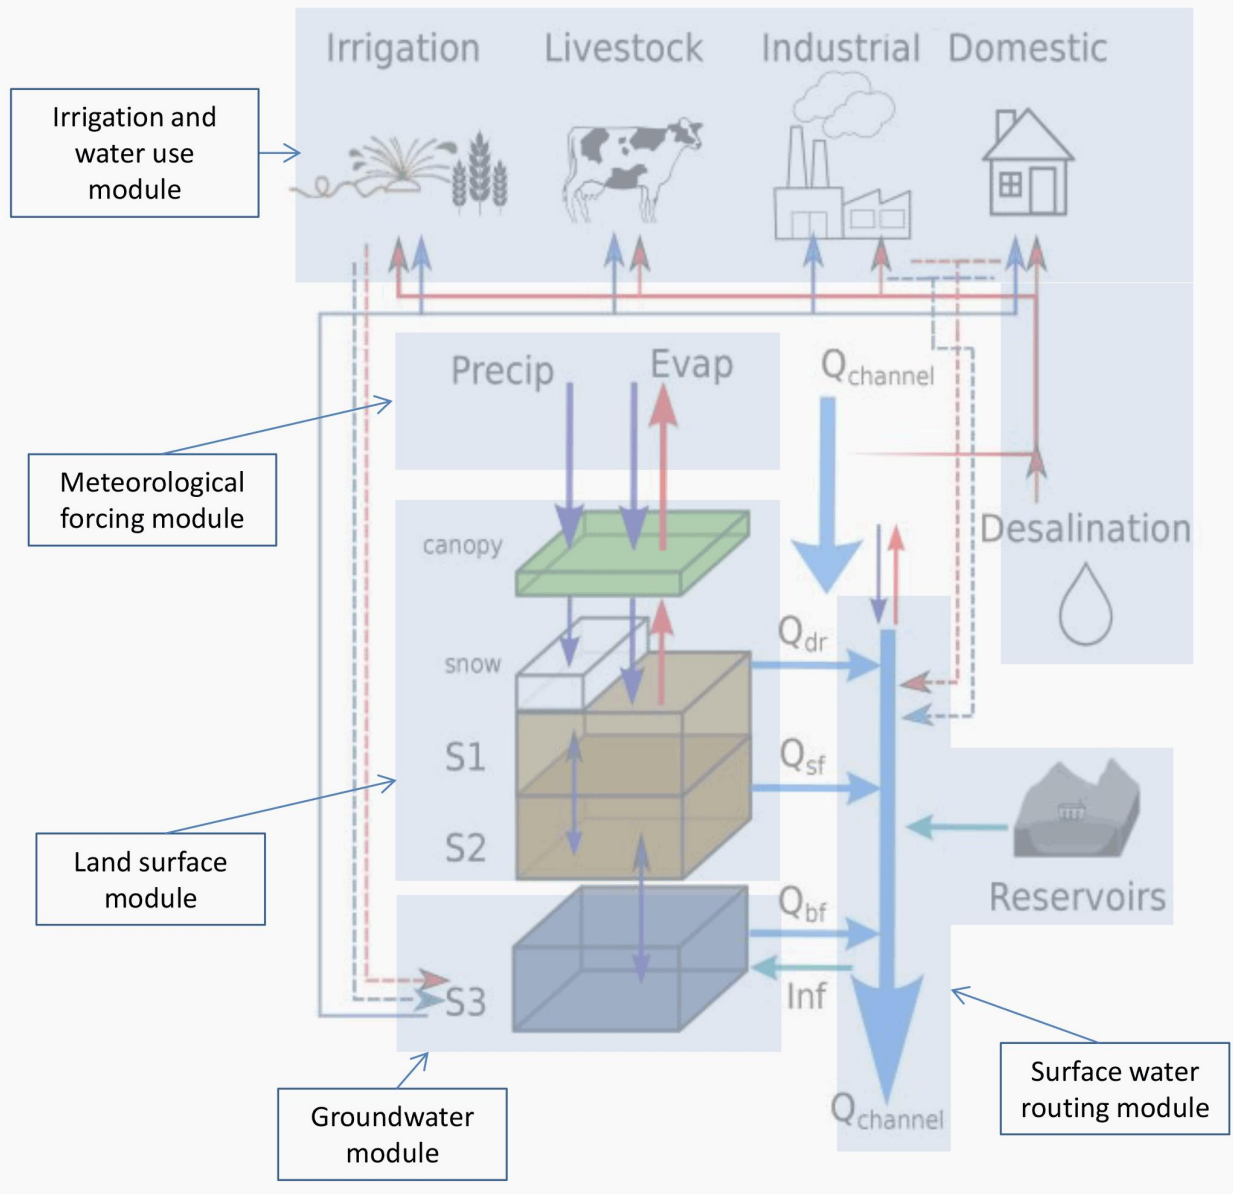 Irrigation
Livestock
Industrial
Domestic
Irrigation and
water use
module
Precip
Evap
Qchannel
Meteorological
forcing module
canopy
Desalination
snow
Qdr
S1
Qsf
S2
Land surface
module
Reservoirs
Qbf
S3
Inf
Surface water
routing module
Groundwater
module
Qchannel